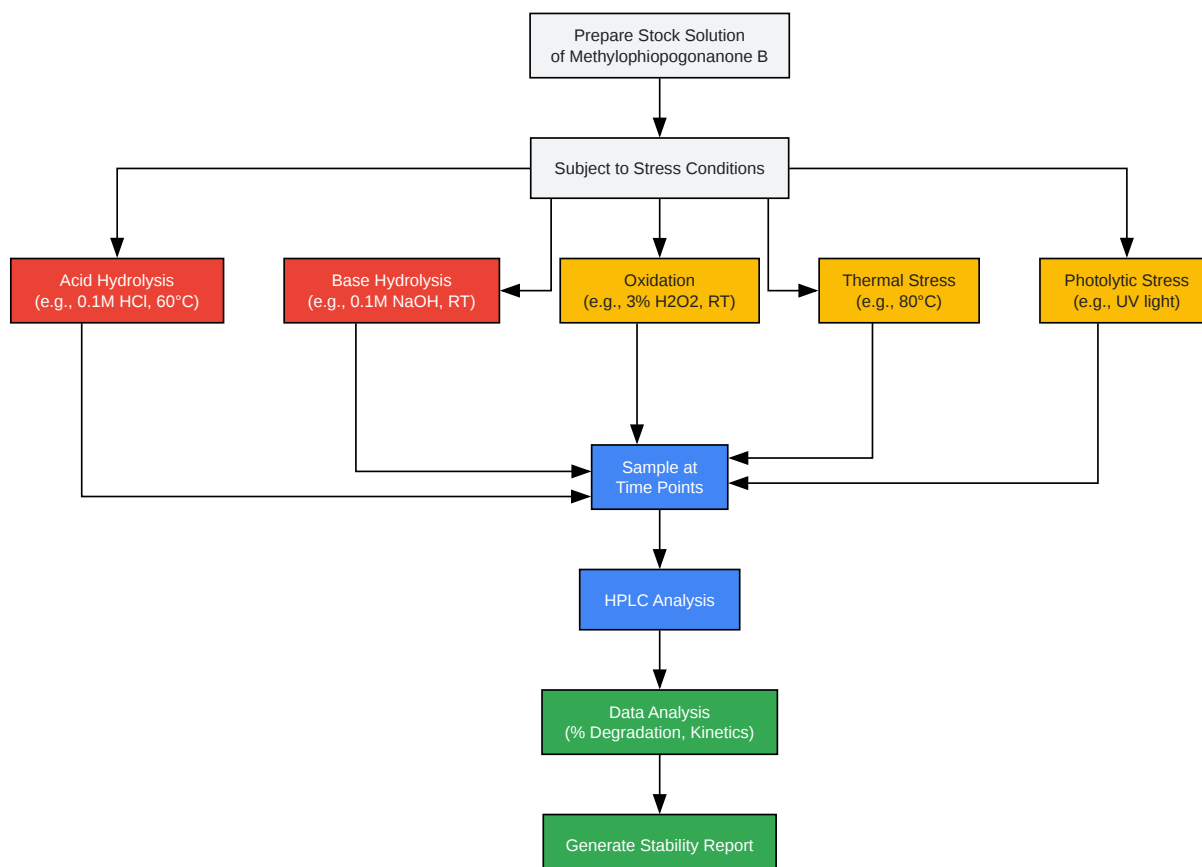 Prepare Stock Solution
of Methylophiopogonanone B
Subject to Stress Conditions
Acid Hydrolysis
(e.g., 0.1M HCl, 60°C)
Base Hydrolysis
(e.g., 0.1M NaOH, RT)
Oxidation
(e.g., 3% H2O2, RT)
Thermal Stress
(e.g., 80°C)
Photolytic Stress
(e.g., UV light)
Sample at
Time Points
HPLC Analysis
Data Analysis
(% Degradation, Kinetics)
Generate Stability Report